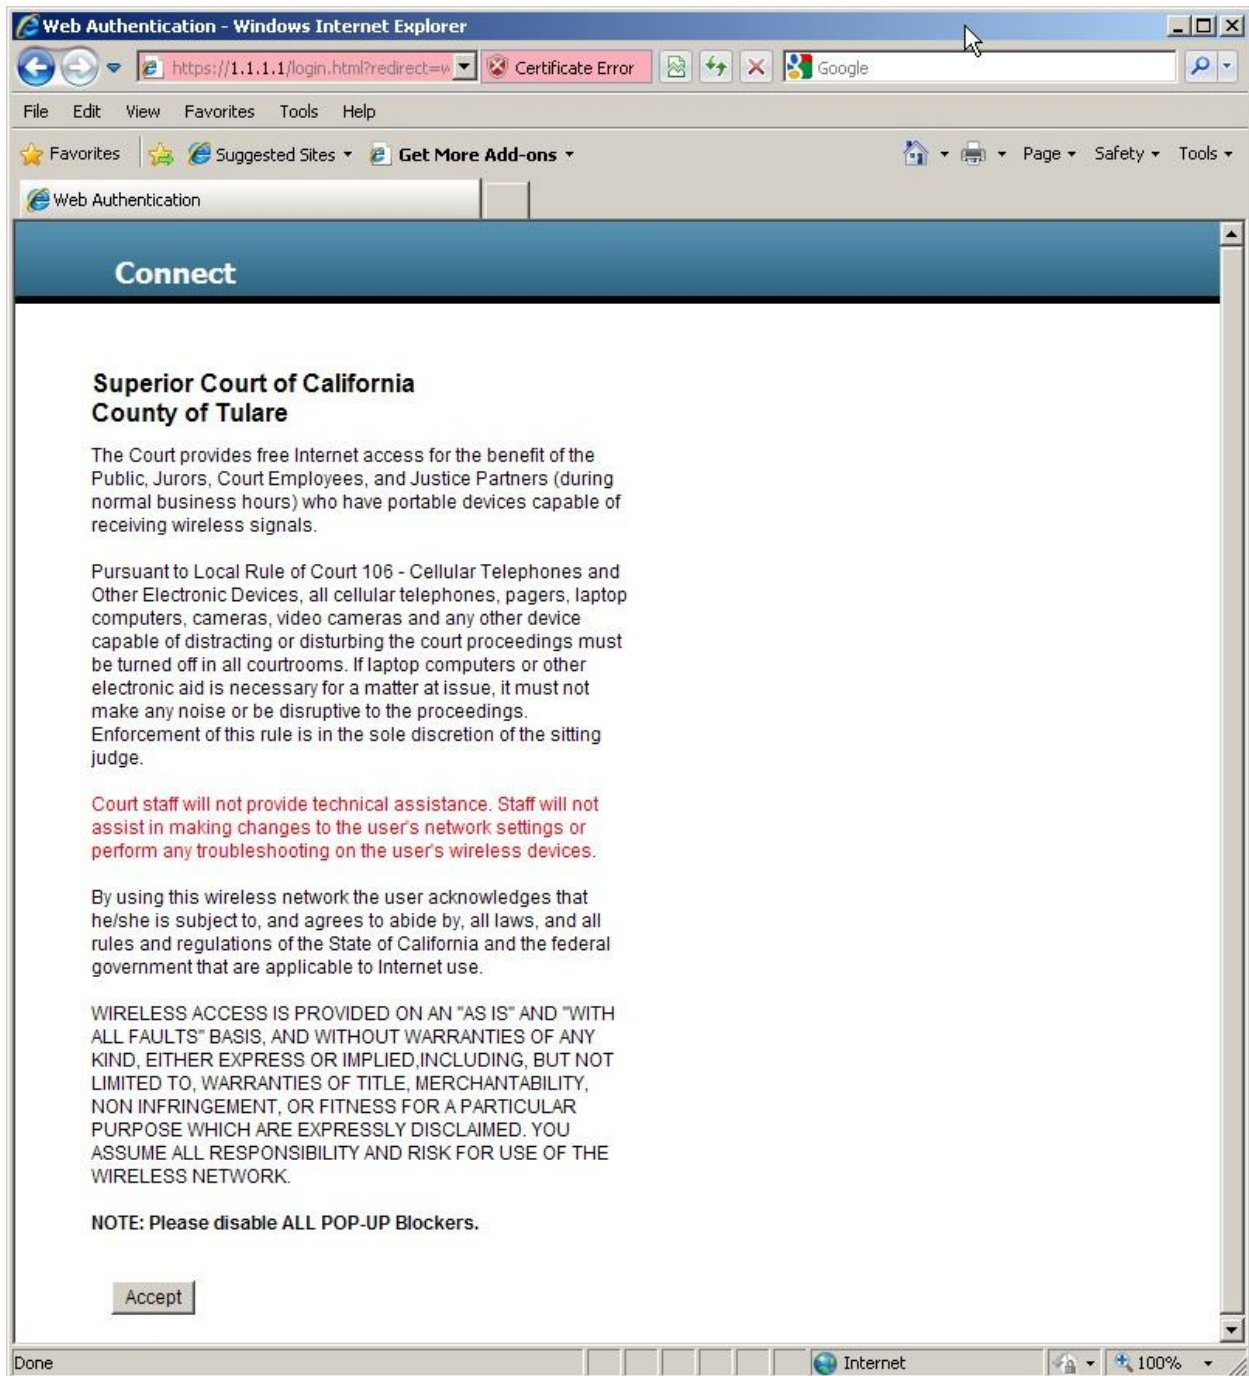 Web Authentication - Windows Internet Explorer
https://1.1.1.1/login.html?redirect=w
Certificate Error
Google
File Edit View Favorites Tools Help
Favorites Suggested Sites Get More Add-ons Page Safety Tools
Web Authentication
Connect
Superior Court of California
County of Tulare
The Court provides free Internet access for the benefit of the
Public, Jurors, Court Employees, and Justice Partners (during
normal business hours) who have portable devices capable of
receiving wireless signals.
Pursuant to Local Rule of Court 106 - Cellular Telephones and
Other Electronic Devices, all cellular telephones, pagers, laptop
computers, cameras, video cameras and any other device
capable of distracting or disturbing the court proceedings must
be turned off in all courtrooms. If laptop computers or other
electronic aid is necessary for a matter at issue, it must not
make any noise or be disruptive to the proceedings.
Enforcement of this rule is in the sole discretion of the sitting
judge.
Court staff will not provide technical assistance. Staff will not
assist in making changes to the user's network settings or
perform any troubleshooting on the user's wireless devices.
By using this wireless network the user acknowledges that
he/she is subject to, and agrees to abide by, all laws, and all
rules and regulations of the State of California and the federal
government that are applicable to Internet use.
WIRELESS ACCESS IS PROVIDED ON AN "AS IS" AND "WITH
ALL FAULTS" BASIS, AND WITHOUT WARRANTIES OF ANY
KIND, EITHER EXPRESS OR IMPLIED,INCLUDING, BUT NOT
LIMITED TO, WARRANTIES OF TITLE, MERCHANTABILITY,
NON INFRINGEMENT, OR FITNESS FOR A PARTICULAR
PURPOSE WHICH ARE EXPRESSLY DISCLAIMED. YOU
ASSUME ALL RESPONSIBILITY AND RISK FOR USE OF THE
WIRELESS NETWORK.
NOTE: Please disable ALL POP-UP Blockers.
Accept
Done Internet 100%